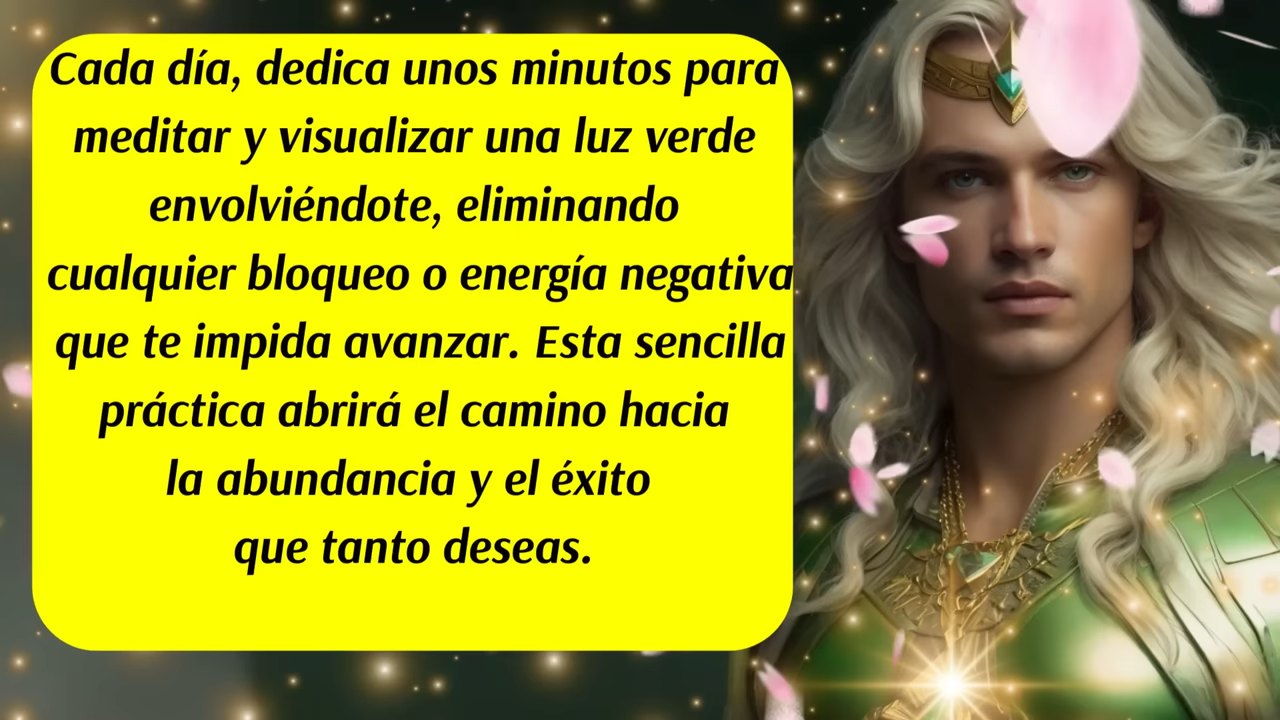 Cada día, dedica unos minutos para
meditar y visualizar una luz verde
envolviéndote, eliminando
cualquier bloqueo o energía negativa
que te impida avanzar. Esta sencilla
práctica abrirá el camino hacia
la abundancia y el éxito
que tanto deseas.